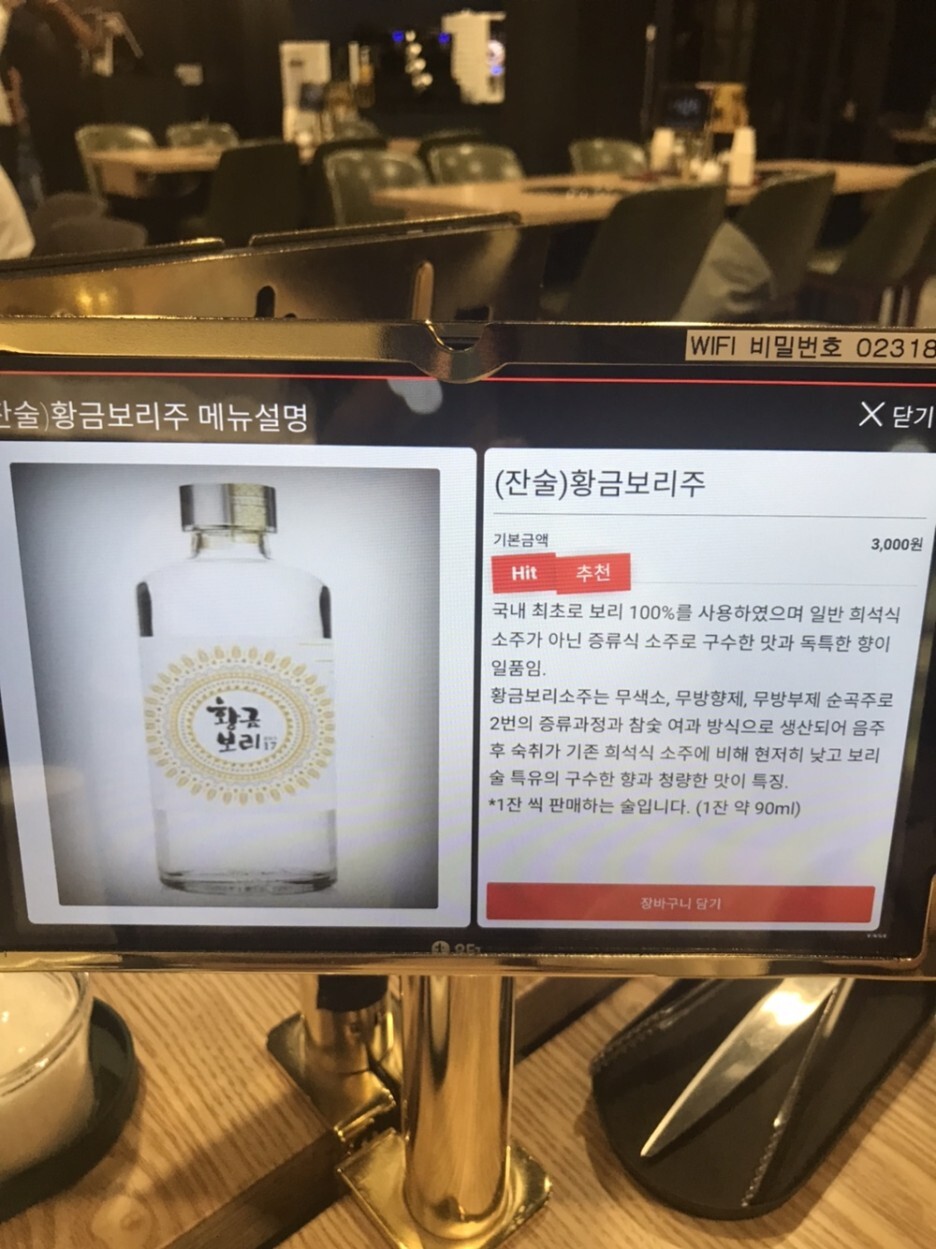 WIFI 비밀번호 02318
잔술)황금보리주 메뉴설명
닫기
황금
보리
17
(잔술)황금보리주
기본금액
3,000원
Hit
추천
국내 최초로 보리 100%를 사용하였으며 일반 희석식
소주가 아닌 증류식 소주로 구수한 맛과 독특한 향이
일품임.
황금보리소주는 무색소, 무방향제, 무방부제 순곡주로
2번의 증류과정과 참숯 여과 방식으로 생산되어 음주
후 숙취가 기존 희석식 소주에 비해 현저히 낮고 보리
술 특유의 구수한 향과 청량한 맛이 특징.
*1잔 씩 판매하는 술입니다. (1잔 약 90ml)
장바구니 담기